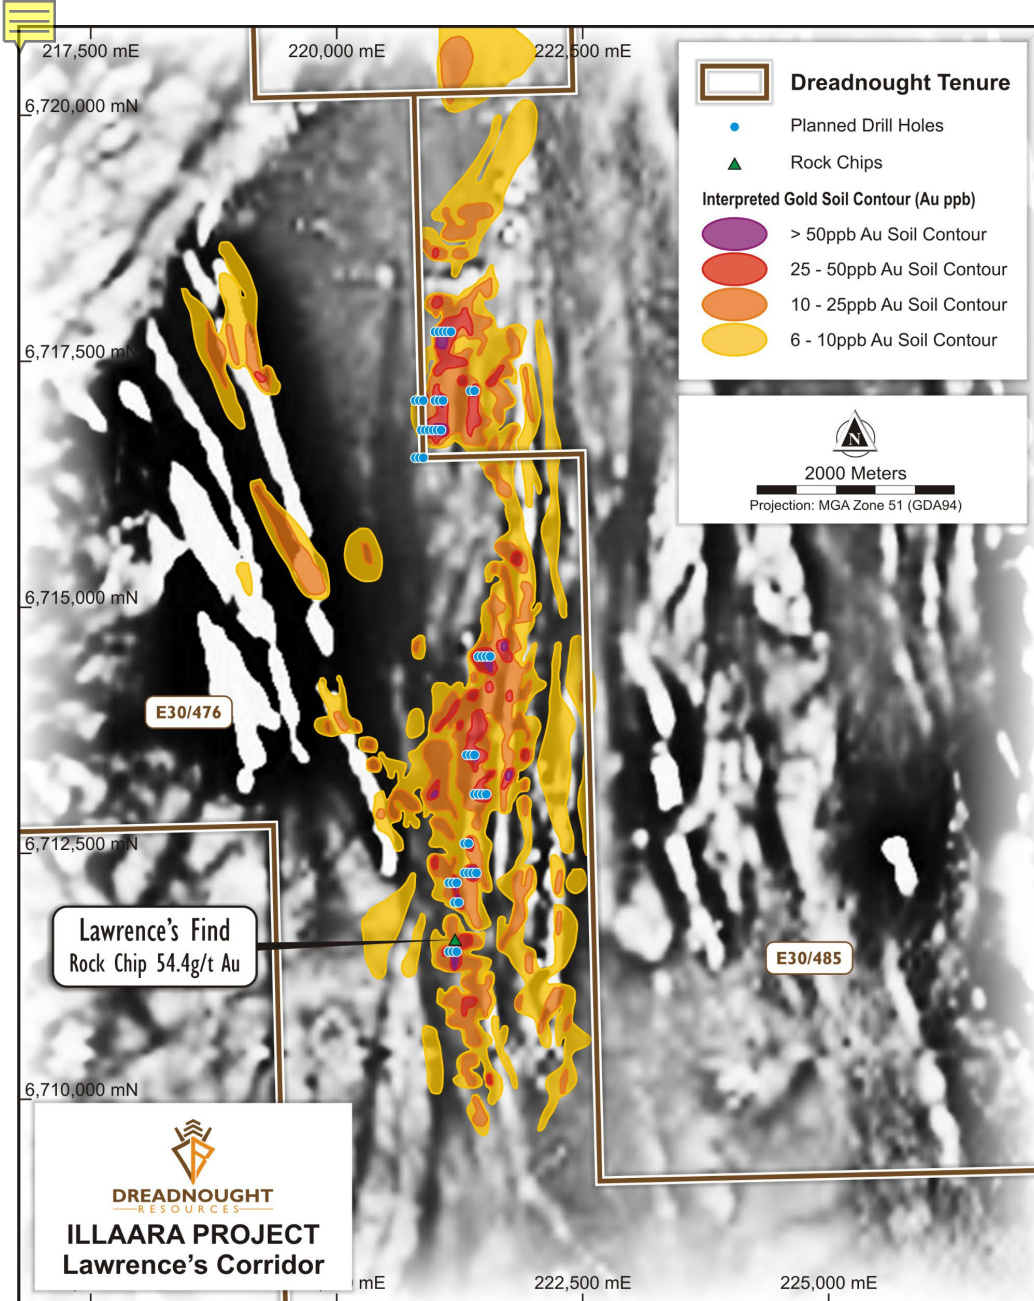 217,500 mE
220,000 mE
222,500 mE
6,720,000 mN
Dreadnought Tenure
Planned Drill Holes
Rock Chips
Interpreted Gold Soil Contour (Au ppb)
> 50ppb Au Soil Contour
25 - 50ppb Au Soil Contour
10 - 25ppb Au Soil Contour
6 - 10ppb Au Soil Contour
6,717,500 mN
N
2000 Meters
Projection: MGA Zone 51 (GDA94)
6,715,000 mN
E30/476
6,712,500 mN
Lawrence's Find
Rock Chip 54.4g/t Au
E30/485
6,710,000 mN
DREADNOUGHT
RESOURCES
ILLAARA PROJECT
Lawrence's Corridor
mE
222,500 mE
225,000 mE